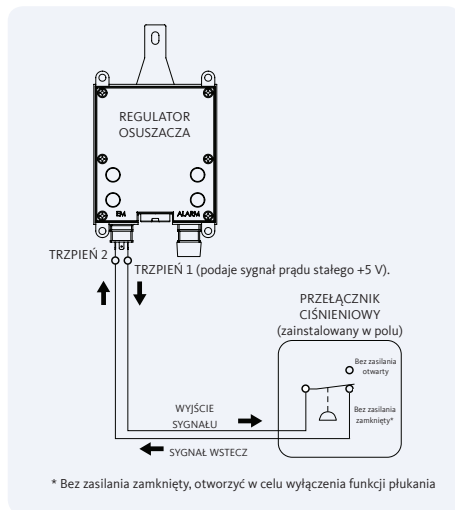 REGULATOR
OSUSZACZA
EM
ALARM
TRZPIEŃ 2
TRZPIEŃ 1 (podaje sygnał prądu stałego +5 V).
PRZEŁĄCZNIK
CIŚNIENIOWY
(zainstalowany w polu)
Bez zasilania
otwarty
Bez zasilania
zamknięty*
WYJŚCIE
SYGNAŁU
SYGNAŁ WSTECZ
* Bez zasilania zamknięty, otworzyć w celu wyłączenia funkcji płukania